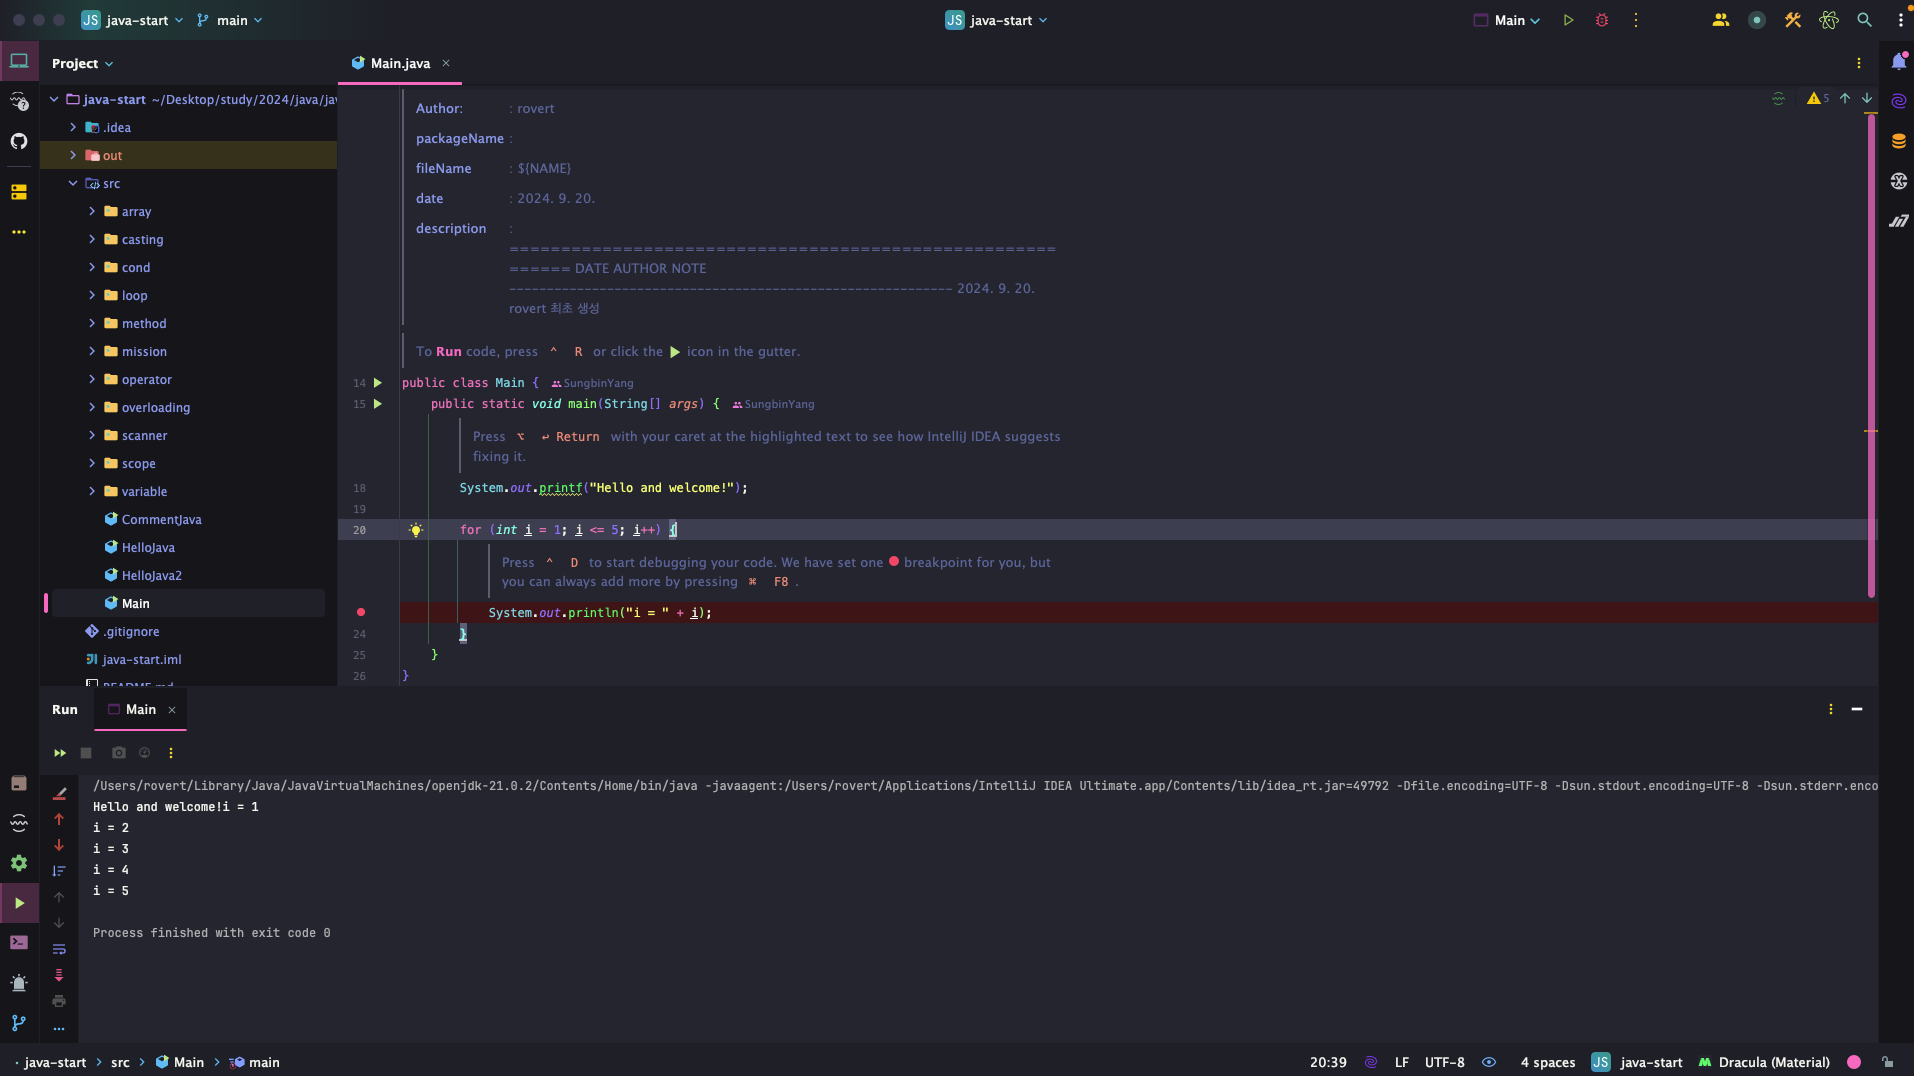 JS java-start main
JS java-start
Main
Project
Main.java
java-start ~/Desktop/study/2024/java/jav
.idea
out
src
array
casting
cond
loop
method
mission
operator
overloading
scanner
scope
variable
CommentJava
HelloJava
HelloJava2
Main
.gitignore
java-start.iml
README.md
5
Author: : rovert
packageName :
fileName : ${NAME}
date : 2024. 9. 20.
description :
=====================================================
====== DATE AUTHOR NOTE
----------------------------------------------------------- 2024. 9. 20.
rovert 최초 생성
To Run code, press ⌃ R or click the ▶ icon in the gutter.
14 public class Main { SungbinYang
15 public static void main(String[] args) { SungbinYang
Press ⌥ ↩ Return with your caret at the highlighted text to see how IntelliJ IDEA suggests
fixing it.
18 System.out.printf("Hello and welcome!");
19
20 for (int i = 1; i <= 5; i++) {
Press ⌃ D to start debugging your code. We have set one ● breakpoint for you, but
you can always add more by pressing ⌘ F8 .
System.out.println("i = " + i);
24 }
25 }
26 }
Run Main
/Users/rovert/Library/Java/JavaVirtualMachines/openjdk-21.0.2/Contents/Home/bin/java -javaagent:/Users/rovert/Applications/IntelliJ IDEA Ultimate.app/Contents/lib/idea_rt.jar=49792 -Dfile.encoding=UTF-8 -Dsun.stdout.encoding=UTF-8 -Dsun.stderr.enco
Hello and welcome!i = 1
i = 2
i = 3
i = 4
i = 5
Process finished with exit code 0
java-start > src > Main > main
20:39 LF UTF-8 4 spaces JS java-start Dracula (Material)